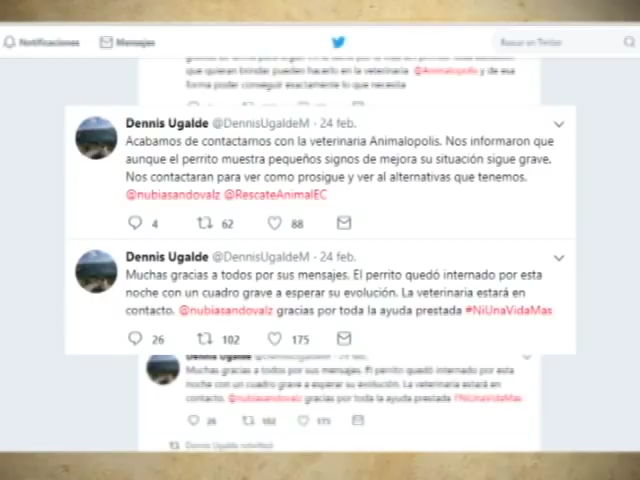 Notificaciones Mensajes Buscar en Twitter
que quieran brindar pueden hacerlo en la veterinaria @Animalopolis y de esa
forma poder conseguir exactamente lo que necesita
Dennis Ugalde @DennisUgaldeM · 24 feb.
Acabamos de contactarnos con la veterinaria Animalopolis. Nos informaron que
aunque el perrito muestra pequeños signos de mejora su situación sigue grave.
Nos contactaran para ver como prosigue y ver al alternativas que tenemos.
@nubiasandovalz @RescateAnimalEC
4 62 88
Dennis Ugalde @DennisUgaldeM · 24 feb.
Muchas gracias a todos por sus mensajes. El perrito quedó internado por esta
noche con un cuadro grave a esperar su evolución. La veterinaria estará en
contacto. @nubiasandovalz gracias por toda la ayuda prestada #NiUnaVidaMas
26 102 175
Dennis Ugalde @DennisUgaldeM · 24 feb.
Muchas gracias a todos por sus mensajes. El perrito quedó internado por esta
noche con un cuadro grave a esperar su evolución. La veterinaria estará en
contacto. @nubiasandovalz gracias por toda la ayuda prestada #NiUnaVidaMas
26 102 175
Dennis Ugalde retwitteó